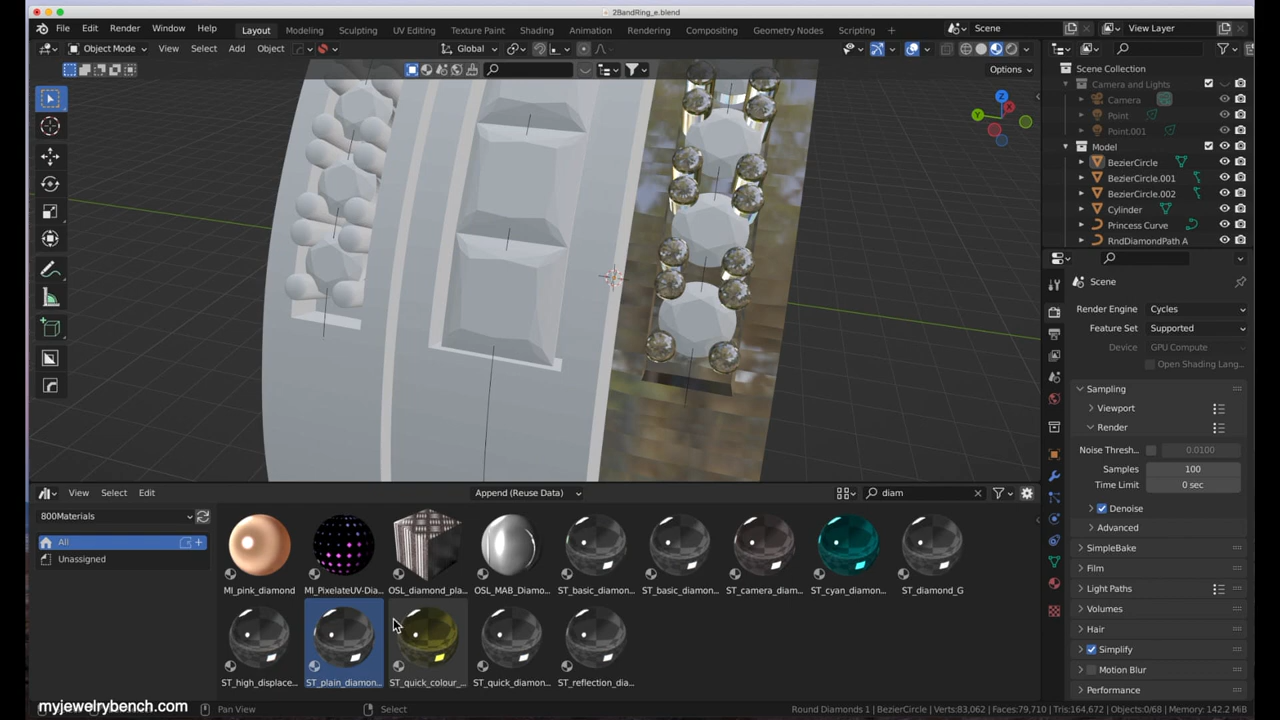 2BandRing_e.blend
File Edit Render Window Help Layout Modeling Sculpting UV Editing Texture Paint Shading Animation Rendering Compositing Geometry Nodes Scripting Scene View Layer
Object Mode View Select Add Object Global
Options
Scene Collection
Camera and Lights
Camera
Point
Point.001
Model
BezierCircle
BezierCircle.001
BezierCircle.002
Cylinder
Princess Curve
RndDiamondPath A
X
Y
Z
Scene
Render Engine Cycles
Feature Set Supported
Device GPU Compute
Open Shading Lang...
Sampling
Viewport
Render
Noise Thresh... 0.0100
Samples 100
Time Limit 0 sec
Denoise
Advanced
SimpleBake
Film
Light Paths
Volumes
Hair
Simplify
Motion Blur
Performance
View Select Edit Append (Reuse Data) diam
800Materials
All
Unassigned
MI_pink_diamond MI_PixelateUV-Dia... OSL_diamond_pla... OSL_MAB_Diamo... ST_basic_diamon... ST_basic_diamon... ST_camera_diam... ST_cyan_diamon... ST_diamond_G
ST_high_displace... ST_plain_diamon... ST_quick_colour_... ST_quick_diamon... ST_reflection_dia...
myjewelrybench.com Pan View Select Round Diamonds 1 | BezierCircle | Verts:83,062 | Faces:79,710 | Tris:164,672 | Objects:0/68 | Memory: 142.2 MiB